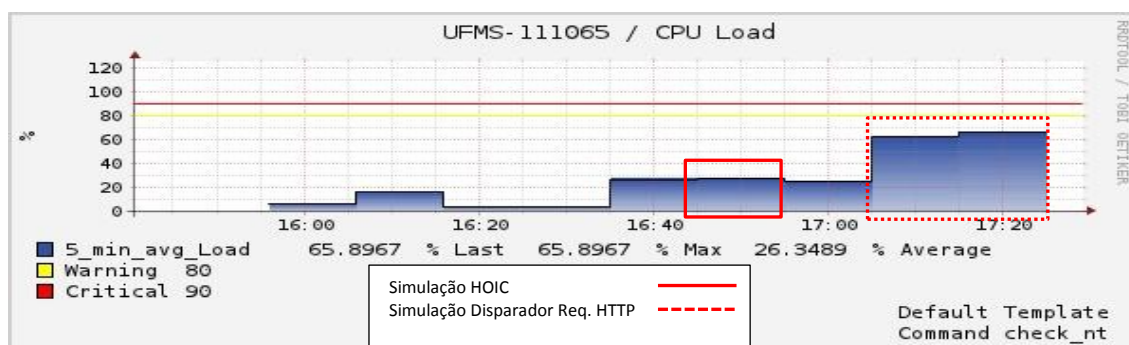 UFMS-111065 / CPU Load
RRDTOOL / TOBI OETIKER
120
100
80
60
40
20
0
%
16:00 16:20 16:40 17:00 17:20
5_min_avg_Load 65.8967 % Last 65.8967 % Max 26.3489 % Average
Warning 80
Critical 90
Simulação HOIC
Simulação Disparador Req. HTTP
Default Template
Command check_nt